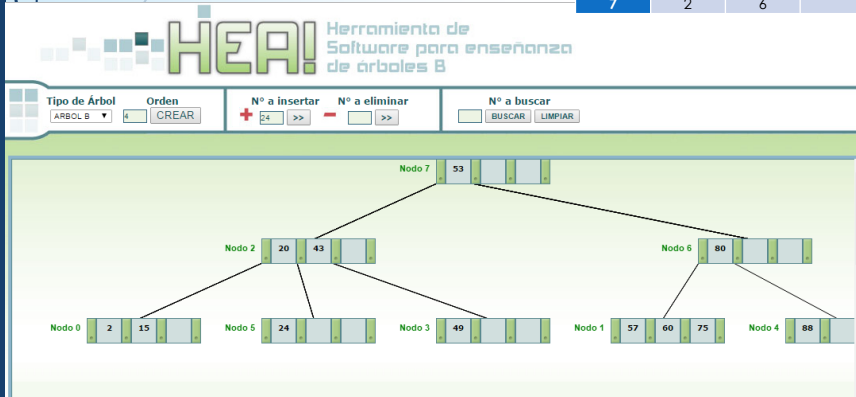 7 2 6
HEA! Herramienta de
Software para enseñanza
de árboles B
Tipo de Árbol Orden Nº a insertar Nº a eliminar Nº a buscar
ARBOL B 4 CREAR 24 >> >> BUSCAR LIMPIAR
Nodo 7 53
Nodo 2 20 43 Nodo 6 80
Nodo 0 2 15 Nodo 5 24 Nodo 3 49 Nodo 1 57 60 75 Nodo 4 88